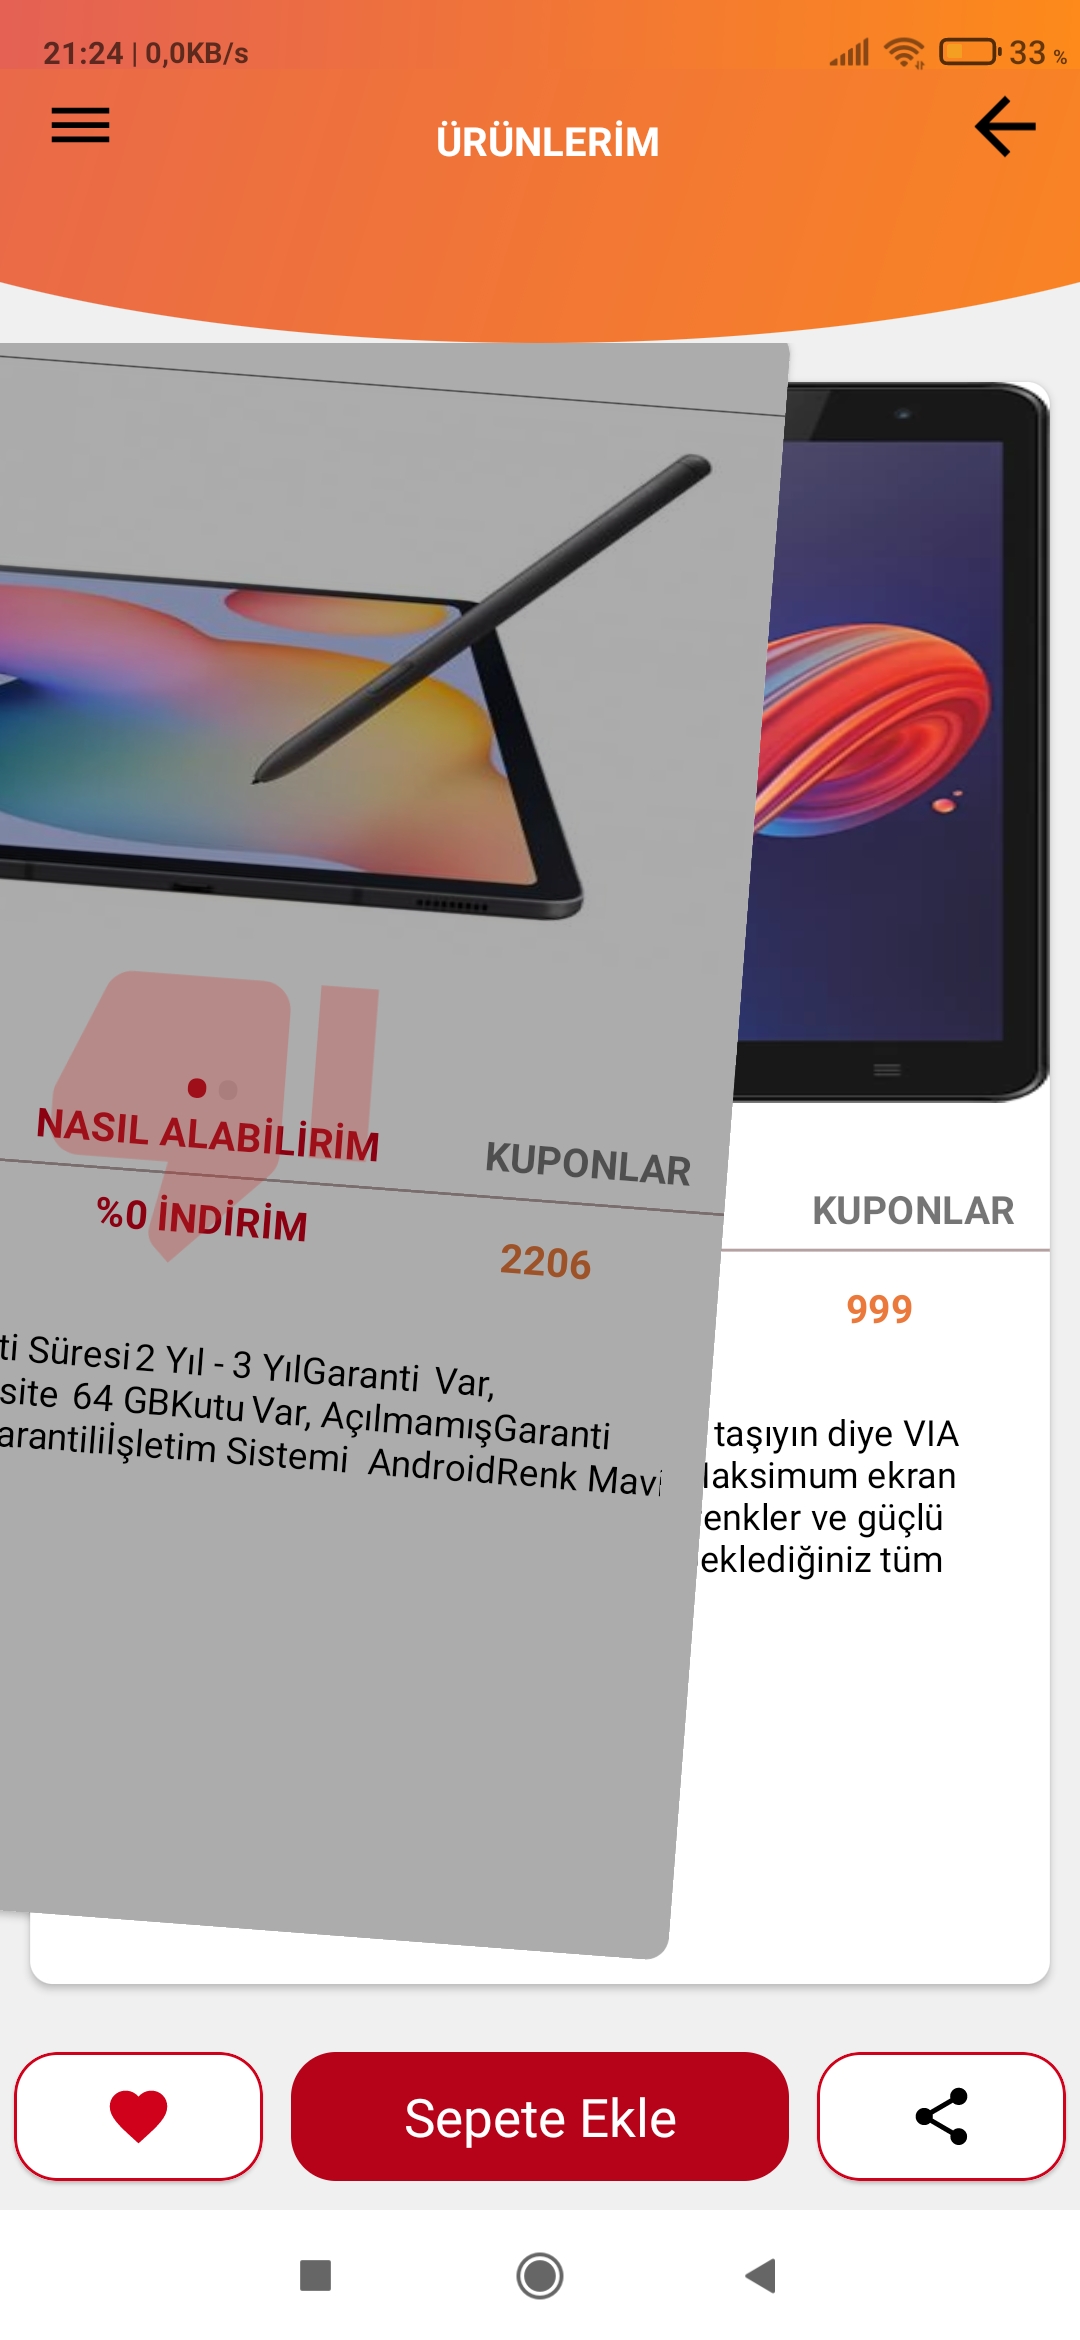 21:24 | 0,0KB/s
33 %
ÜRÜNLERİM
NASIL ALABİLİRİM
KUPONLAR
%0 İNDİRİM
2206
ti Süresi 2 Yıl - 3 YılGaranti Var,
site 64 GBKutu Var, AçılmamışGaranti
arantiliİşletim Sistemi AndroidRenk Mavi
KUPONLAR
999
taşıyın diye VIA
aksimum ekran
enkler ve güçlü
eklediğiniz tüm
Sepete Ekle